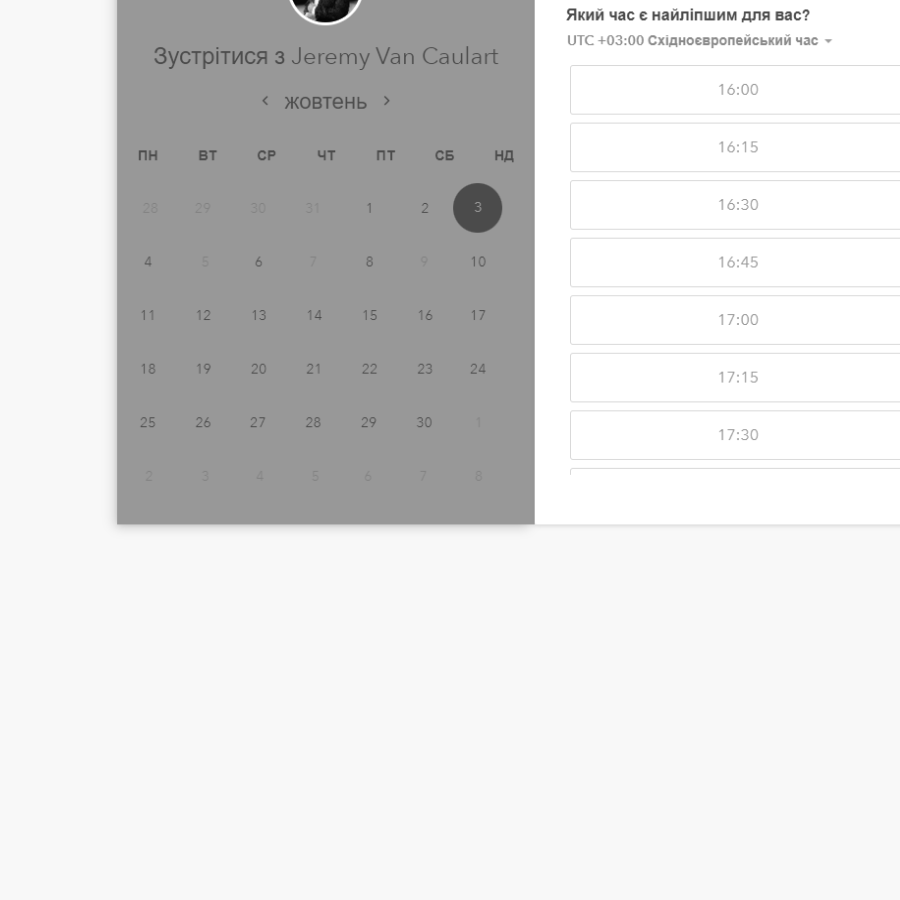 Зустрітися з Jeremy Van Caulart
жовтень
ПН ВТ СР ЧТ ПТ СБ НД
28 29 30 31 1 2 3
4 5 6 7 8 9 10
11 12 13 14 15 16 17
18 19 20 21 22 23 24
25 26 27 28 29 30 1
2 3 4 5 6 7 8
Який час є найліпшим для вас?
UTC +03:00 Східноєвропейський час
16:00
16:15
16:30
16:45
17:00
17:15
17:30